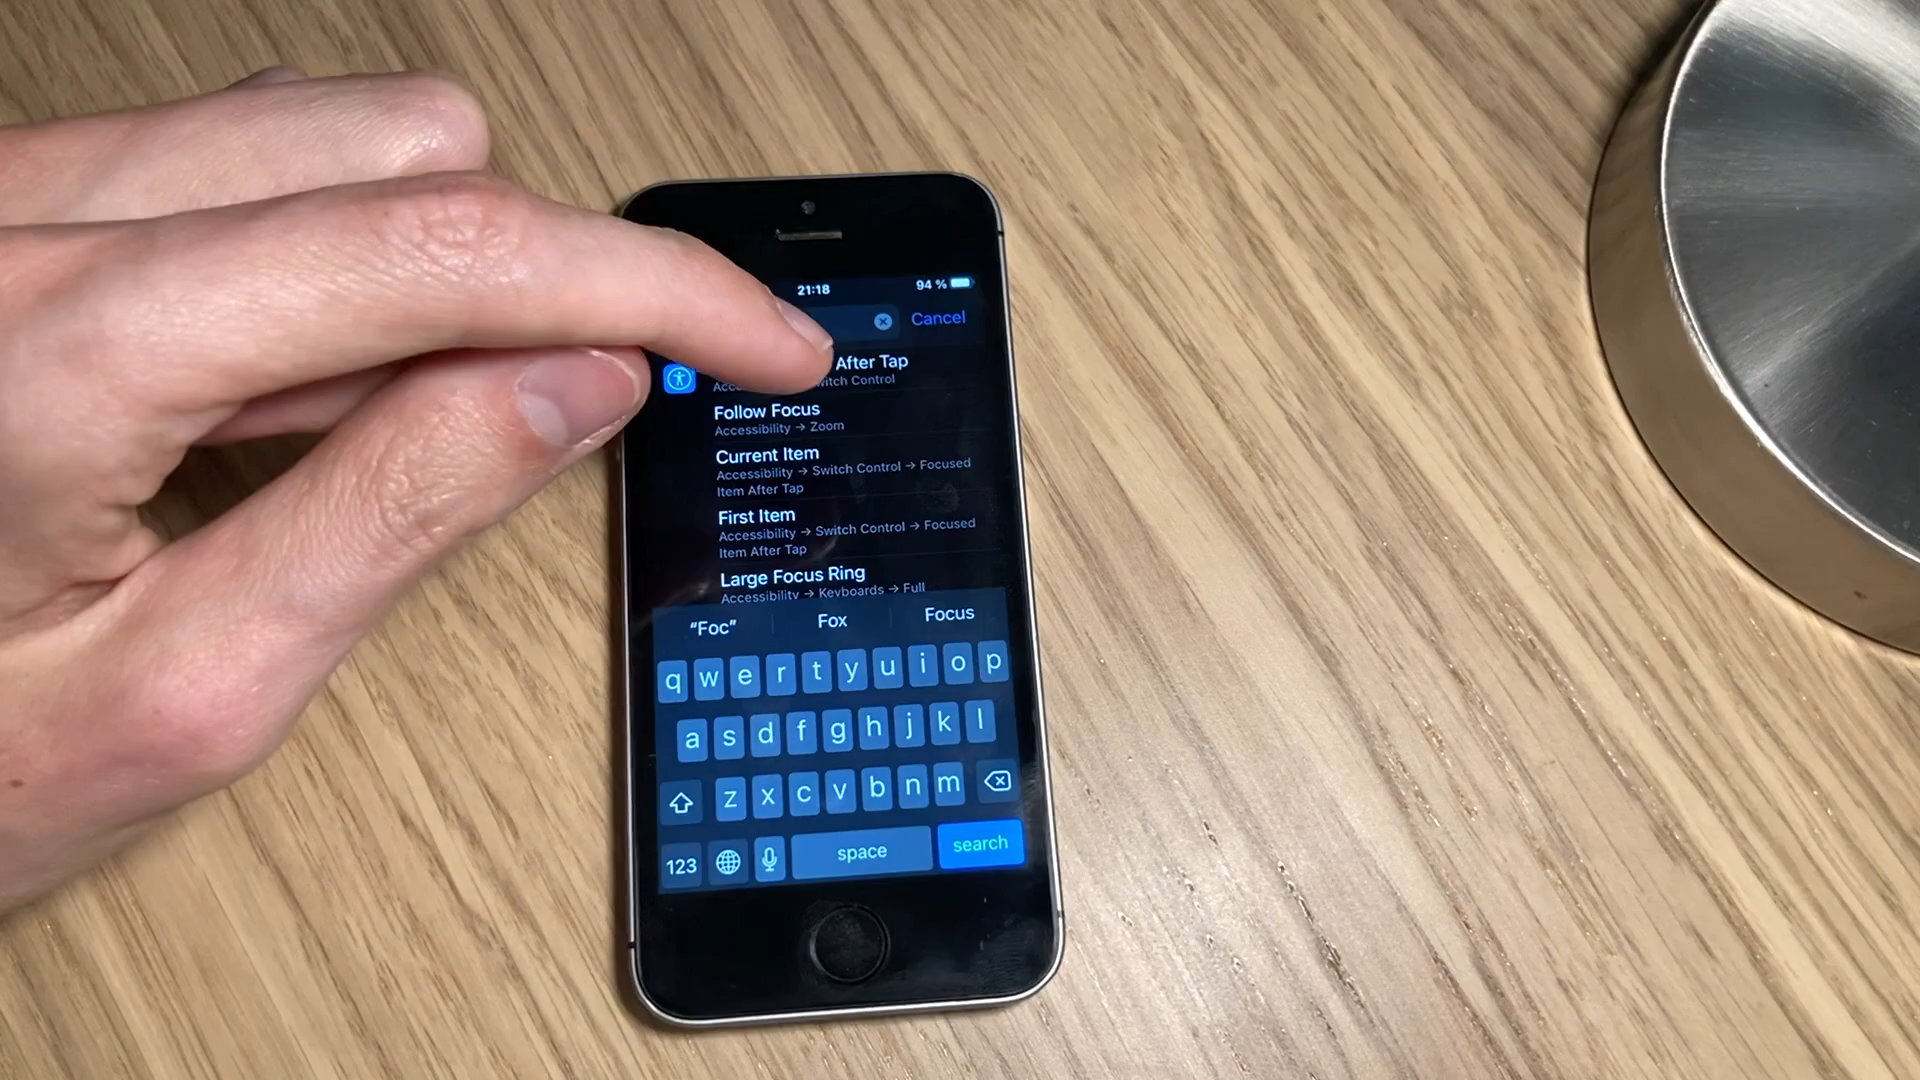 21:18
94 %
Cancel
After Tap
Switch Control
Follow Focus
Accessibility → Zoom
Current Item
Accessibility → Switch Control → Focused
Item After Tap
First Item
Accessibility → Switch Control → Focused
Item After Tap
Large Focus Ring
Accessibility → Keyboards → Full
“Foc” Fox Focus
q w e r t y u i o p
a s d f g h j k l
z x c v b n m
123 space search